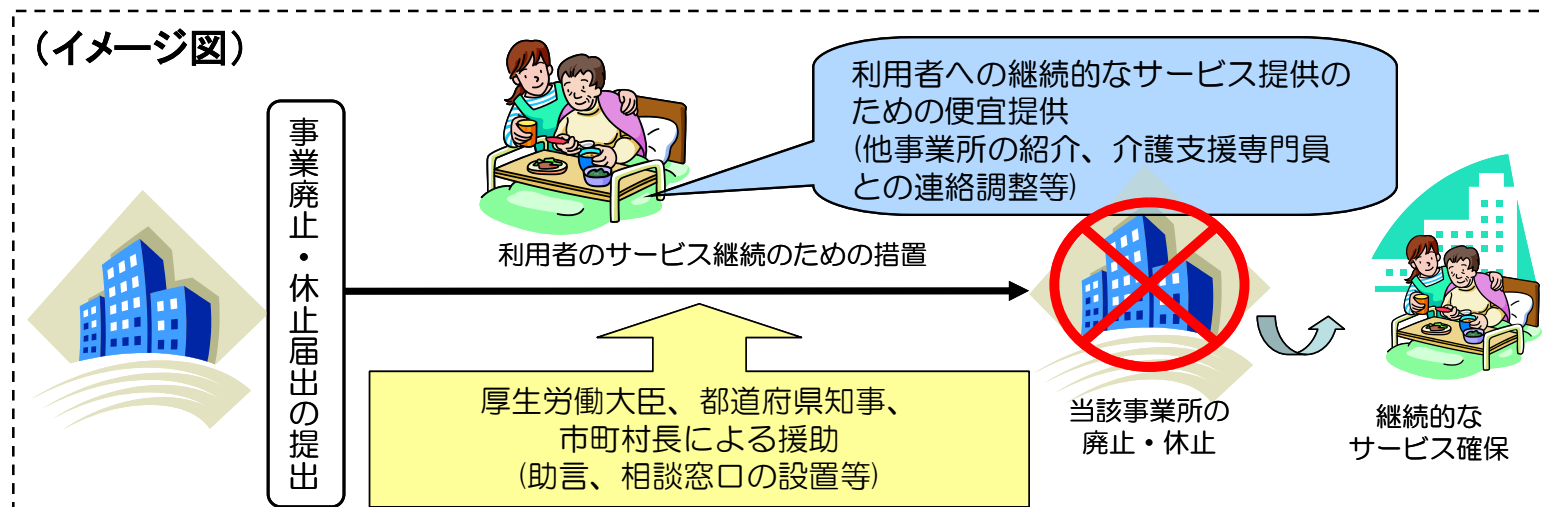 (イメージ図)
事業廃止・休止届出の提出
利用者への継続的なサービス提供の
ための便宜提供
(他事業所の紹介、介護支援専門員
との連絡調整等)
利用者のサービス継続のための措置
厚生労働大臣、都道府県知事、
市町村長による援助
(助言、相談窓口の設置等)
当該事業所の
廃止・休止
継続的な
サービス確保